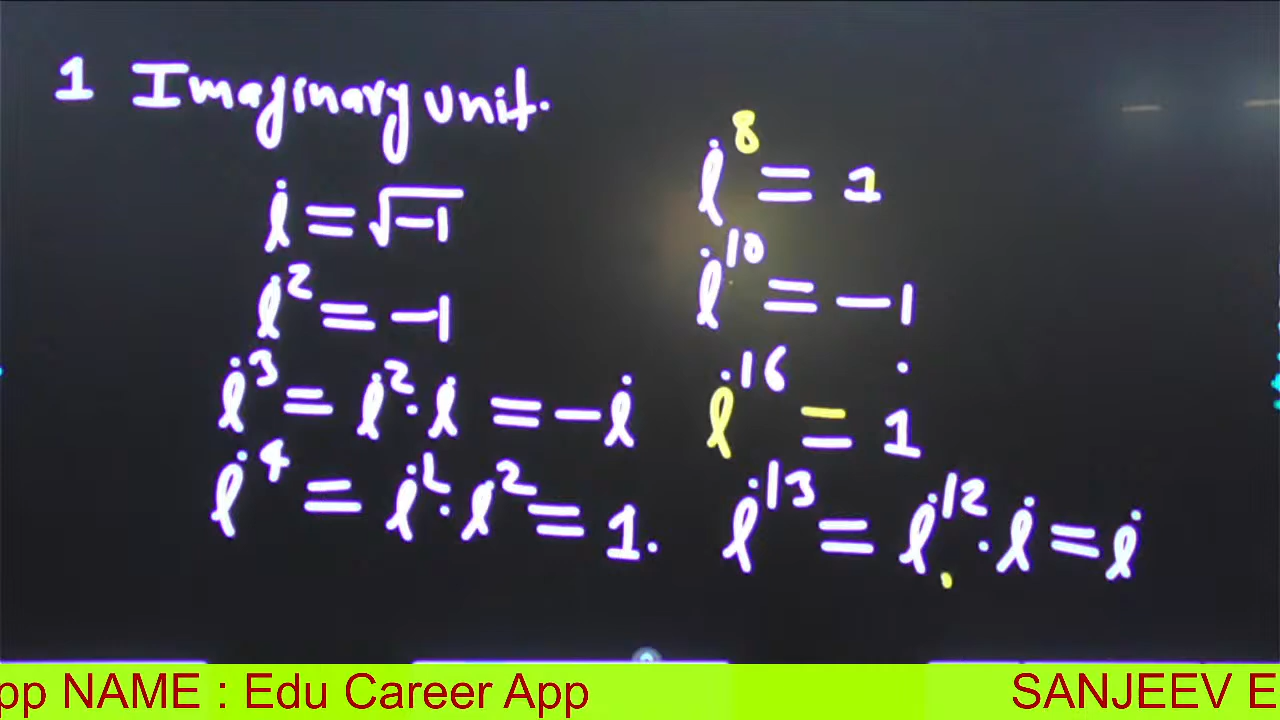 1 Imaginary unit.
i = √-1
i² = -1
i³ = i².i = -i
i⁴ = i².i² = 1.
i⁸ = 1
i¹⁰ = -1
i¹⁶ = 1
i¹³ = i¹².i = i
pp NAME : Edu Career App
SANJEEV E